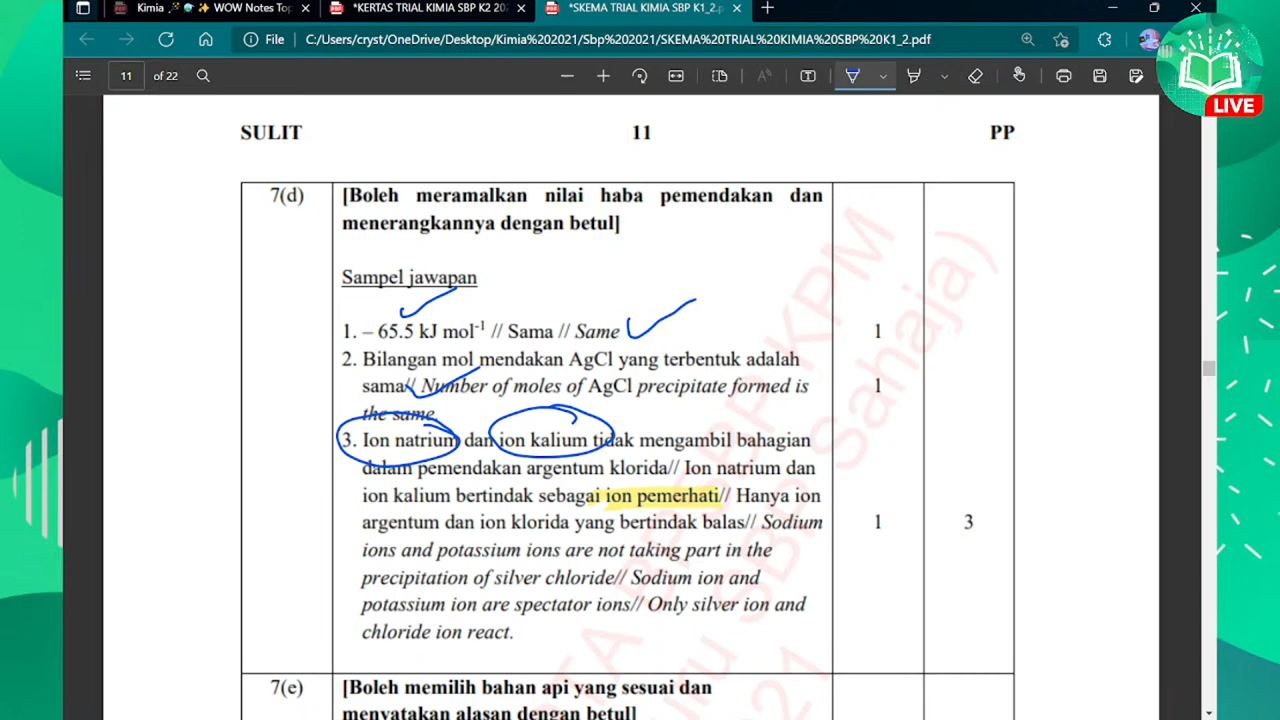 Kimia 🪄 🧪 ✨ WOW Notes Top
*KERTAS TRIAL KIMIA SBP K2 202
*SKEMA TRIAL KIMIA SBP K1_2.p
File
C:/Users/cryst/OneDrive/Desktop/Kimia%202021/Sbp%202021/SKEMA%20TRIAL%20KIMIA%20SBP%20K1_2.pdf
LIVE
11 of 22
SULIT 11 PP
7(d)
[Boleh meramalkan nilai haba pemendakan dan
menerangkannya dengan betul]
Sampel jawapan
1. – 65.5 kJ mol⁻¹ // Sama // Same 1
2. Bilangan mol mendakan AgCl yang terbentuk adalah
sama// Number of moles of AgCl precipitate formed is 1
the same.
3. Ion natrium dan ion kalium tidak mengambil bahagian
dalam pemendakan argentum klorida// Ion natrium dan
ion kalium bertindak sebagai ion pemerhati// Hanya ion
argentum dan ion klorida yang bertindak balas// Sodium 1 3
ions and potassium ions are not taking part in the
precipitation of silver chloride// Sodium ion and
potassium ion are spectator ions// Only silver ion and
chloride ion react.
7(e)
[Boleh memilih bahan api yang sesuai dan
menyatakan alasan dengan betul]